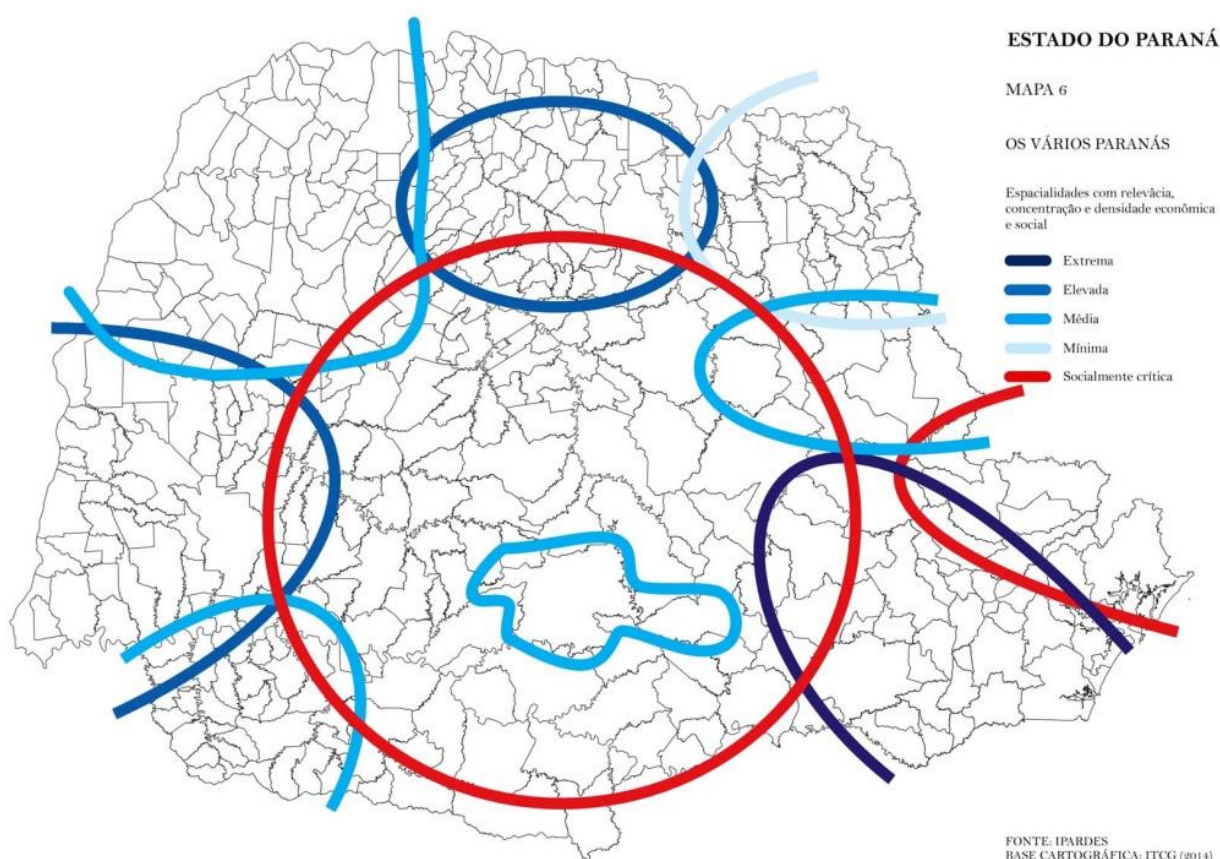 ESTADO DO PARANÁ
MAPA 6
OS VÁRIOS PARANÁS
Espacialidades com relevâcia,
concentração e densidade econômica
e social
Extrema
Elevada
Média
Mínima
Socialmente crítica
FONTE: IPARDES
BASE CARTOGRÁFICA: ITCG (2014)